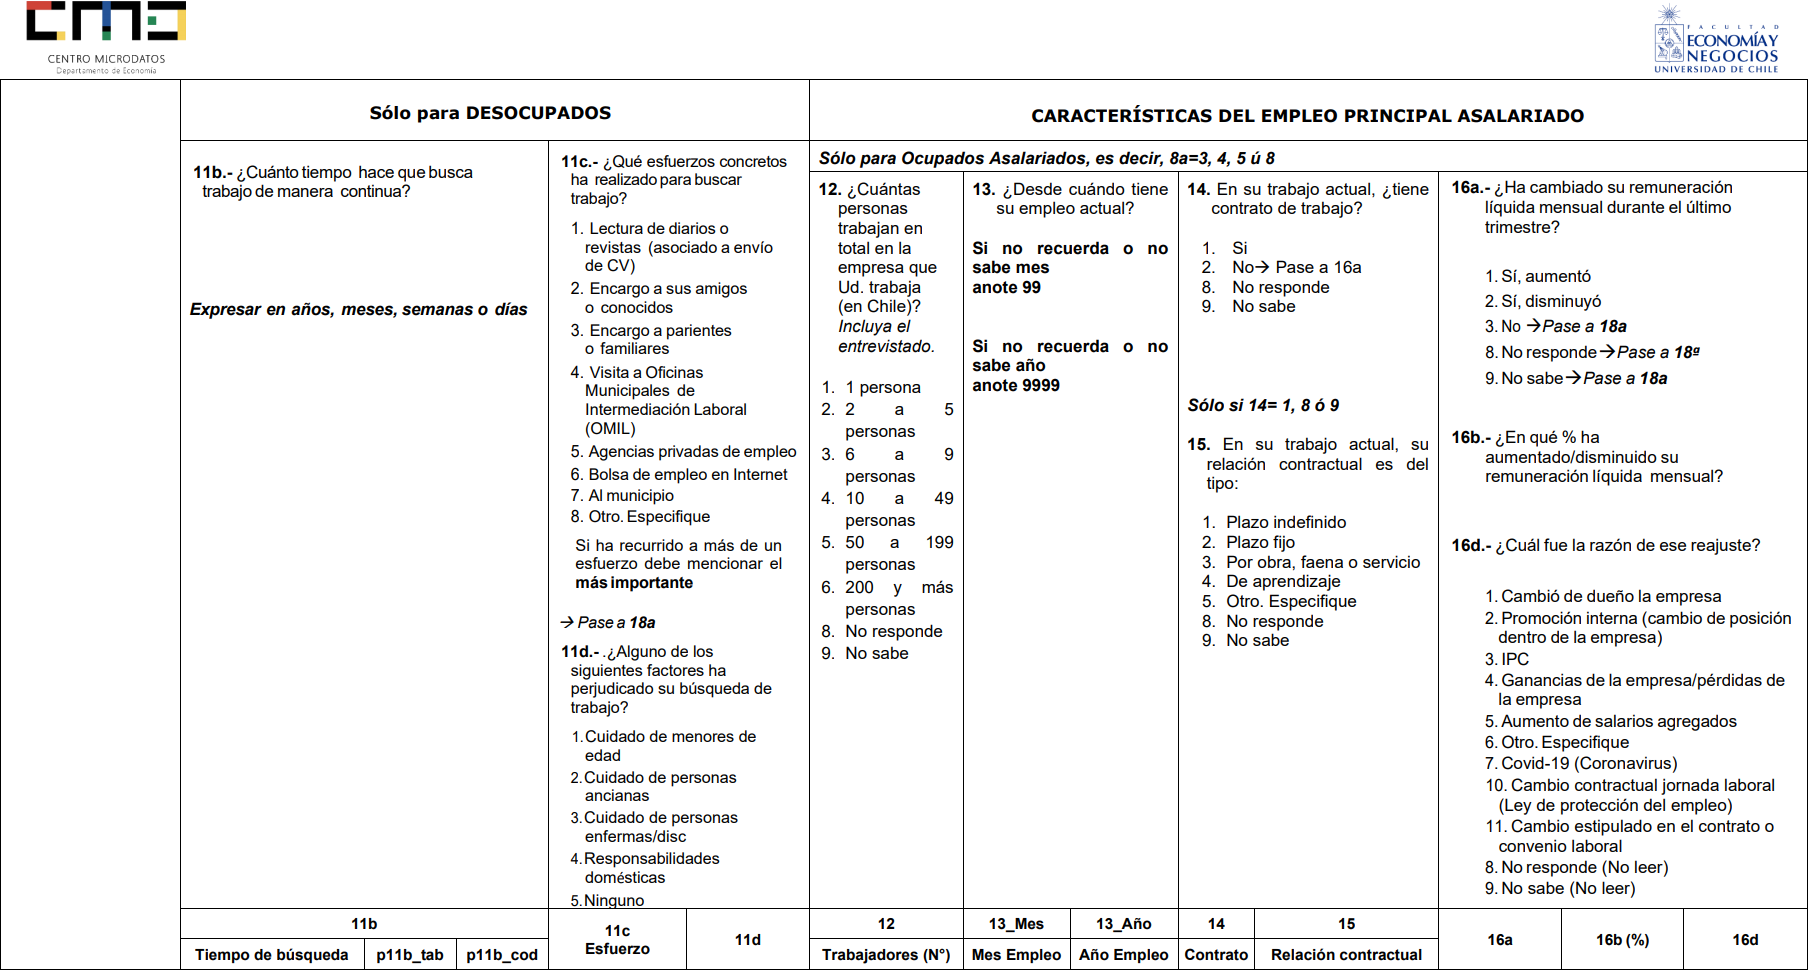 CENTRO MICRODATOS
Departamento de Economía
FACULTAD
ECONOMÍA Y
NEGOCIOS
UNIVERSIDAD DE CHILE
Sólo para DESOCUPADOS
CARACTERÍSTICAS DEL EMPLEO PRINCIPAL ASALARIADO
11b.- ¿Cuánto tiempo hace que busca
trabajo de manera continua?
Expresar en años, meses, semanas o días
11c.- ¿Qué esfuerzos concretos
ha realizado para buscar
trabajo?
1. Lectura de diarios o
revistas (asociado a envío
de CV)
2. Encargo a sus amigos
o conocidos
3. Encargo a parientes
o familiares
4. Visita a Oficinas
Municipales de
Intermediación Laboral
(OMIL)
5. Agencias privadas de empleo
6. Bolsa de empleo en Internet
7. Al municipio
8. Otro. Especifique
Si ha recurrido a más de un
esfuerzo debe mencionar el
más importante
→ Pase a 18a
11d.- .¿Alguno de los
siguientes factores ha
perjudicado su búsqueda de
trabajo?
1.Cuidado de menores de
edad
2.Cuidado de personas
ancianas
3.Cuidado de personas
enfermas/disc
4.Responsabilidades
domésticas
5.Ninguno
Sólo para Ocupados Asalariados, es decir, 8a=3, 4, 5 ú 8
12. ¿Cuántas
personas
trabajan en
total en la
empresa que
Ud. trabaja
(en Chile)?
Incluya el
entrevistado.
1. 1 persona
2. 2 a 5
personas
3. 6 a 9
personas
4. 10 a 49
personas
5. 50 a 199
personas
6. 200 y más
personas
8. No responde
9. No sabe
13. ¿Desde cuándo tiene
su empleo actual?
Si no recuerda o no
sabe mes
anote 99
Si no recuerda o no
sabe año
anote 9999
14. En su trabajo actual, ¿tiene
contrato de trabajo?
1. Si
2. No→ Pase a 16a
8. No responde
9. No sabe
Sólo si 14= 1, 8 ó 9
15. En su trabajo actual, su
relación contractual es del
tipo:
1. Plazo indefinido
2. Plazo fijo
3. Por obra, faena o servicio
4. De aprendizaje
5. Otro. Especifique
8. No responde
9. No sabe
16a.- ¿Ha cambiado su remuneración
líquida mensual durante el último
trimestre?
1. Sí, aumentó
2. Sí, disminuyó
3. No →Pase a 18a
8. No responde→Pase a 18ª
9. No sabe→Pase a 18a
16b.- ¿En qué % ha
aumentado/disminuido su
remuneración líquida mensual?
16d.- ¿Cuál fue la razón de ese reajuste?
1. Cambió de dueño la empresa
2. Promoción interna (cambio de posición
dentro de la empresa)
3. IPC
4. Ganancias de la empresa/pérdidas de
la empresa
5. Aumento de salarios agregados
6. Otro. Especifique
7. Covid-19 (Coronavirus)
10. Cambio contractual jornada laboral
(Ley de protección del empleo)
11. Cambio estipulado en el contrato o
convenio laboral
8. No responde (No leer)
9. No sabe (No leer)
11b
Tiempo de búsqueda p11b_tab p11b_cod
11c
Esfuerzo
11d
12
Trabajadores (N°)
13_Mes
Mes Empleo
13_Año
Año Empleo
14
Contrato
15
Relación contractual
16a
16b (%)
16d